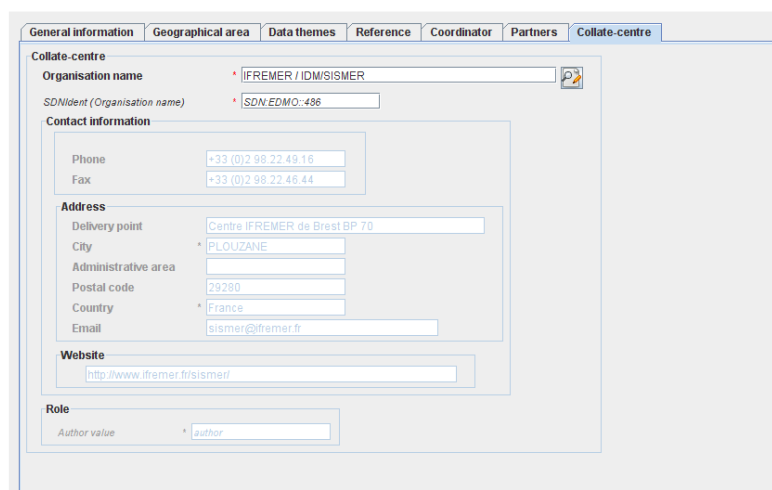 General information Geographical area Data themes Reference Coordinator Partners Collate-centre
Collate-centre
Organisation name * IFREMER / IDM/SISMER
SDNIdent (Organisation name) * SDN:EDMO::486
Contact information
Phone +33 (0)2 98.22.49.16
Fax +33 (0)2 98.22.46.44
Address
Delivery point Centre IFREMER de Brest BP 70
City * PLOUZANE
Administrative area
Postal code 29280
Country * France
Email sismer@ifremer.fr
Website
http://www.ifremer.fr/sismer/
Role
Author value * author